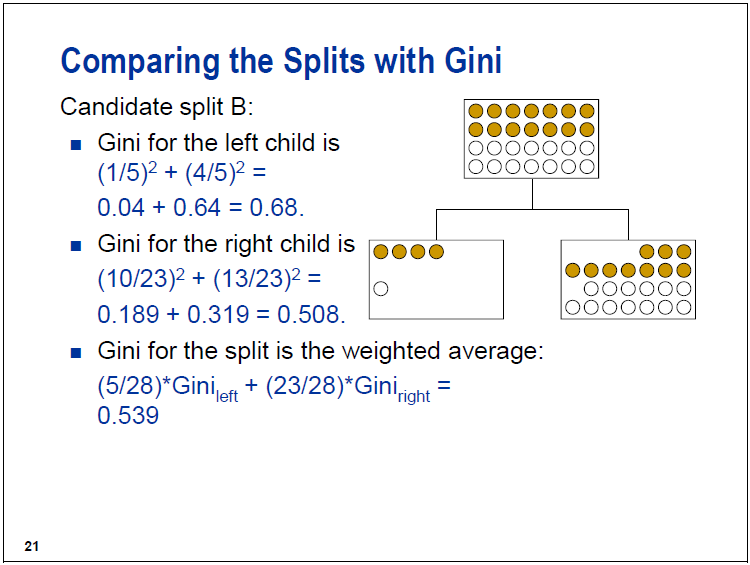 Comparing the Splits with Gini
Candidate split B:
■ Gini for the left child is
(1/5)² + (4/5)² =
0.04 + 0.64 = 0.68.
■ Gini for the right child is
(10/23)² + (13/23)² =
0.189 + 0.319 = 0.508.
■ Gini for the split is the weighted average:
(5/28)*Gini_left + (23/28)*Gini_right =
0.539
21